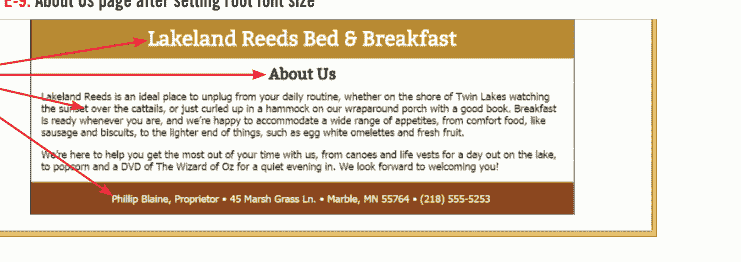 E-9: About Us page after setting root font size
Lakeland Reeds Bed & Breakfast
About Us
Lakeland Reeds is an ideal place to unplug from your daily routine, whether on the shore of Twin Lakes watching
the sunset over the cattails, or just curled up in a hammock on our wraparound porch with a good book. Breakfast
is ready whenever you are, and we're happy to accommodate a wide range of appetites, from comfort food, like
sausage and biscuits, to the lighter end of things, such as egg white omelettes and fresh fruit.
We're here to help you get the most out of your time with us, from canoes and life vests for a day out on the lake,
to popcorn and a DVD of The Wizard of Oz for a quiet evening in. We look forward to welcoming you!
Phillip Blaine, Proprietor • 45 Marsh Grass Ln. • Marble, MN 55764 • (218) 555-5253